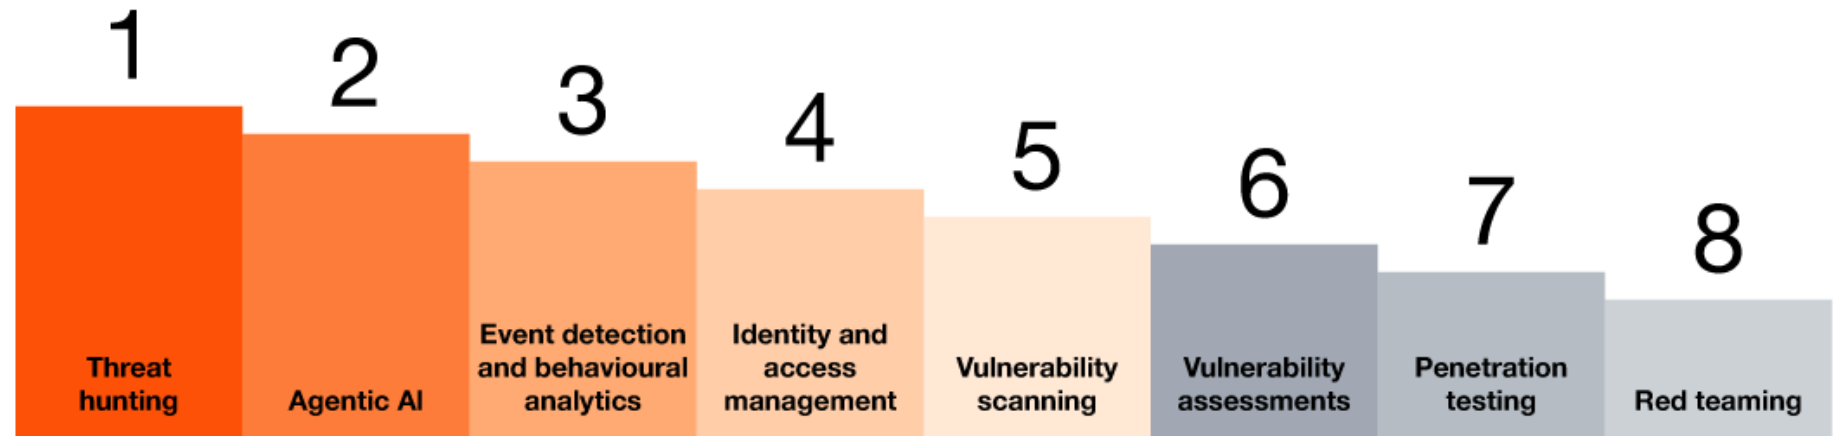 1
Threat
hunting
2
Agentic AI
3
Event detection
and behavioural
analytics
4
Identity and
access
management
5
Vulnerability
scanning
6
Vulnerability
assessments
7
Penetration
testing
8
Red teaming